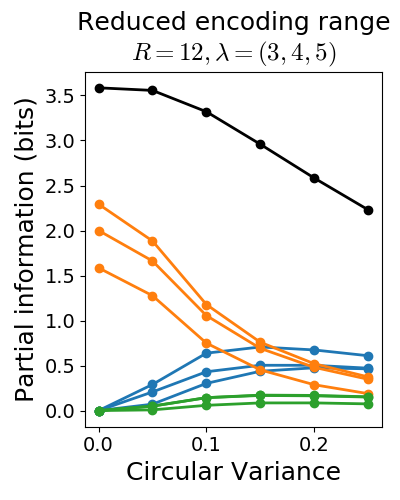 Reduced encoding range
R = 12, λ = (3, 4, 5)
Partial information (bits)
3.5
3.0
2.5
2.0
1.5
1.0
0.5
0.0
0.0 0.1 0.2
Circular Variance